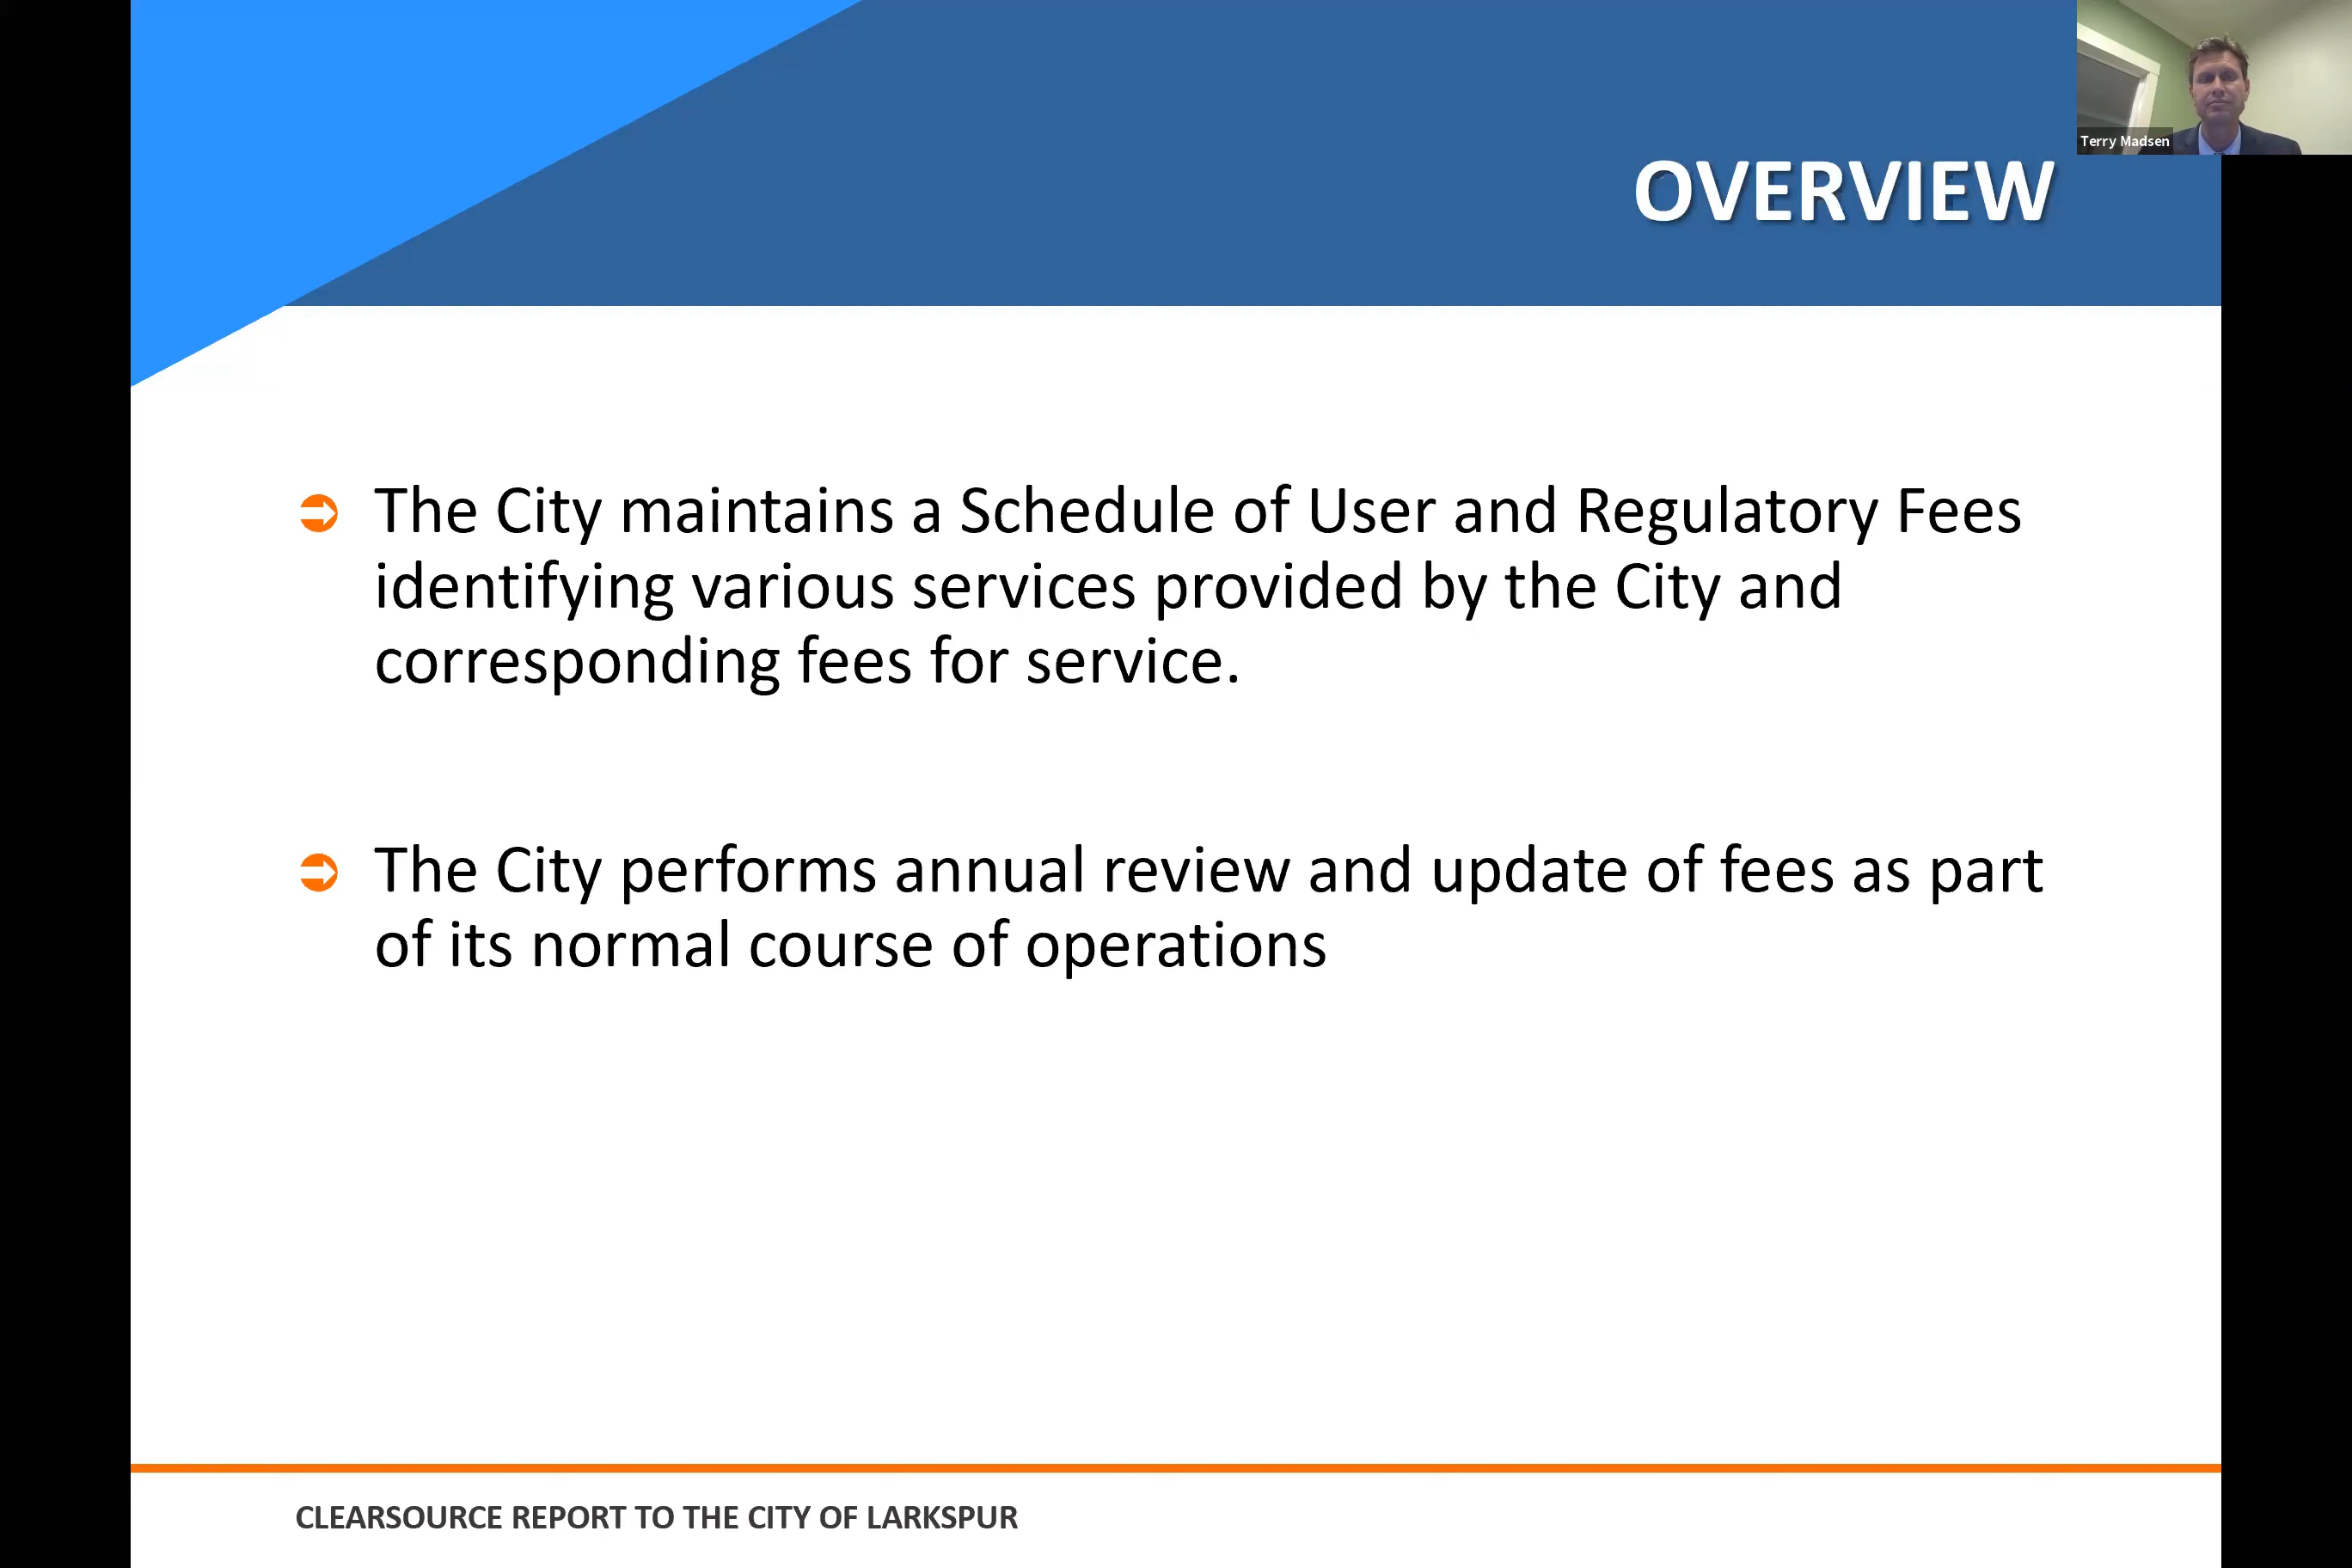 Terry Madsen
OVERVIEW
The City maintains a Schedule of User and Regulatory Fees
identifying various services provided by the City and
corresponding fees for service.
The City performs annual review and update of fees as part
of its normal course of operations
CLEARSOURCE REPORT TO THE CITY OF LARKSPUR